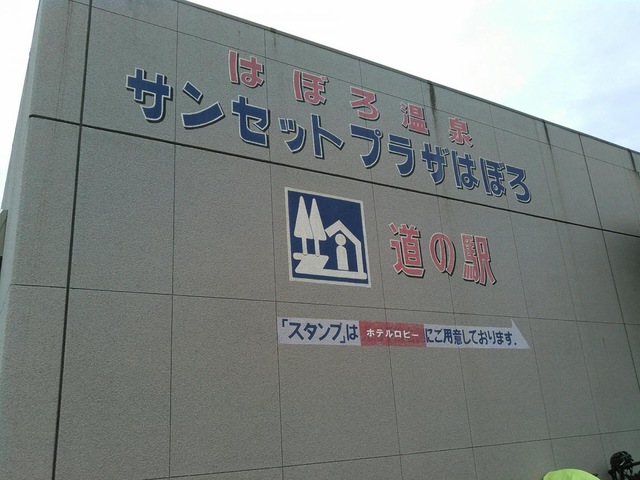 はぼろ温泉
サンセットプラザはぼろ
道の駅
「スタンプ」は ホテルロビー にご用意しております.